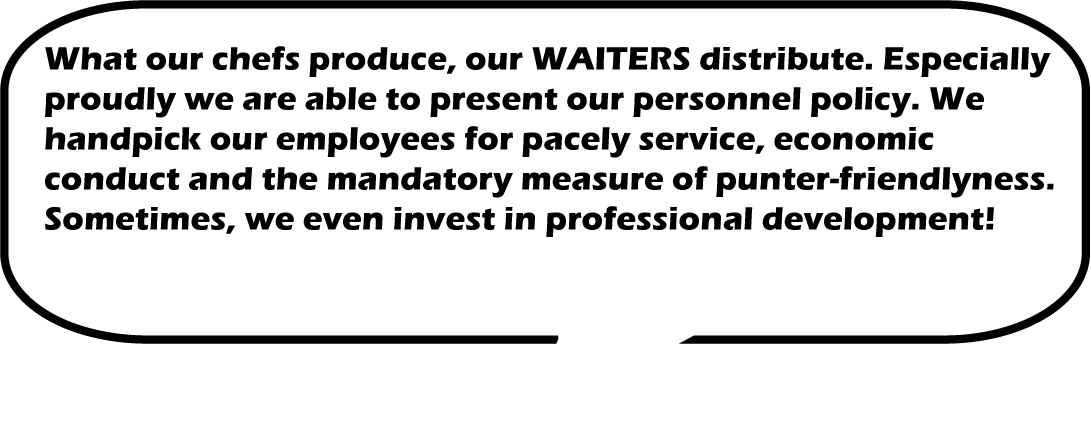 What our chefs produce, our WAITERS distribute. Especially
proudly we are able to present our personnel policy. We
handpick our employees for pacely service, economic
conduct and the mandatory measure of punter-friendlyness.
Sometimes, we even invest in professional development!